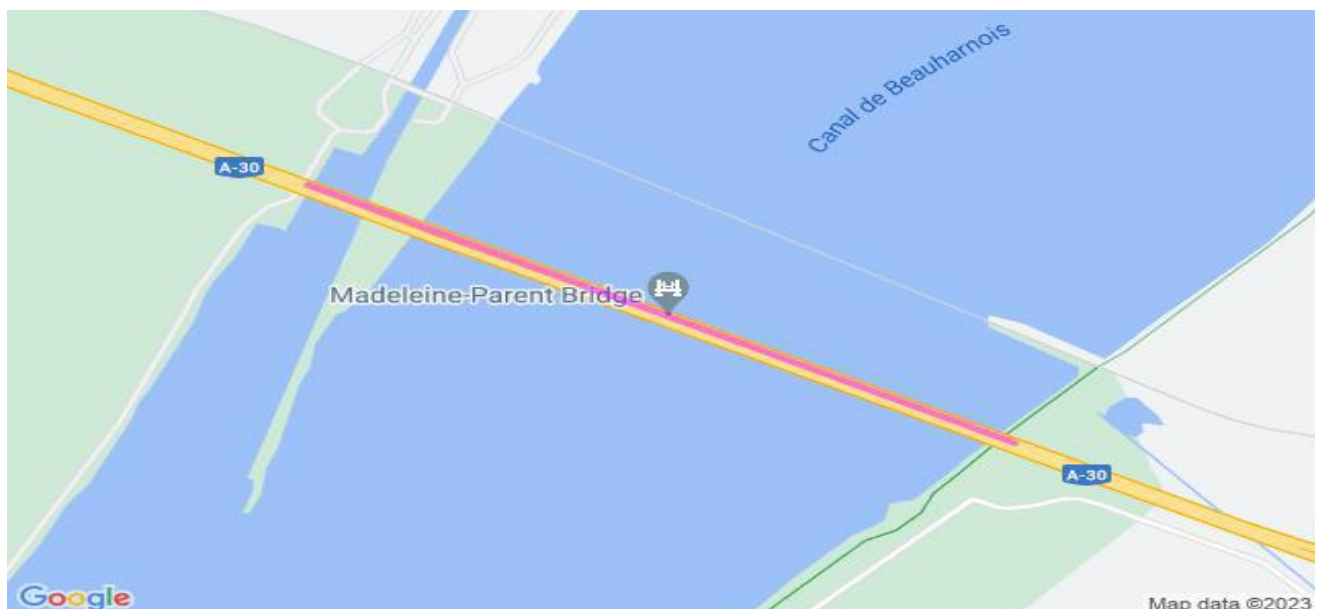 Canal de Beauharnois
A-30
Madeleine-Parent Bridge
A-30
Google
Map data ©2023